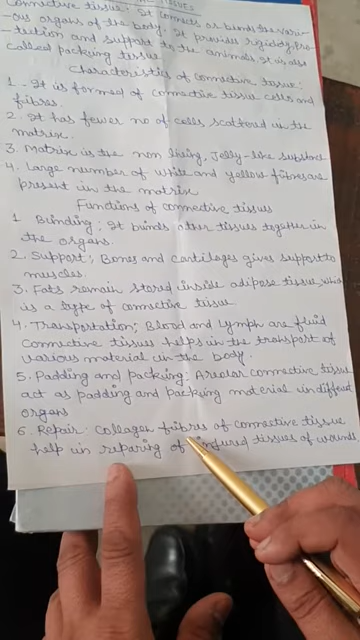 TISSUES
Connective tissue: It connects or binds the vari-
-ous organs of the body. It provides rigidity, pro-
-tection and support to the animals. It is also
called packing tissue
Characteristics of connective tissue:
1. It is formed of connective tissue cells and
fibres.
2. It has fewer no of cells scattered in the
matrix.
3. Matrix is the non living, Jelly-like substance
4. Large number of white and yellow fibres are
present in the matrix
Functions of connective tissues
1 Binding: It binds other tissues together in
the organs.
2. Support; Bones and cartilages gives support to
muscles.
3. Fats remain stored inside adipose tissue which
is a type of connective tissue.
4. Transportation; Blood and Lymph are fluid
connective tissues helps in the transport of
various material in the body.
5. Padding and packing: Areolar connective tissue
act as padding and packing material in different
organs
6. Repair: Collagen fibres of connective tissue
help in reparing of injured tissues of wounds